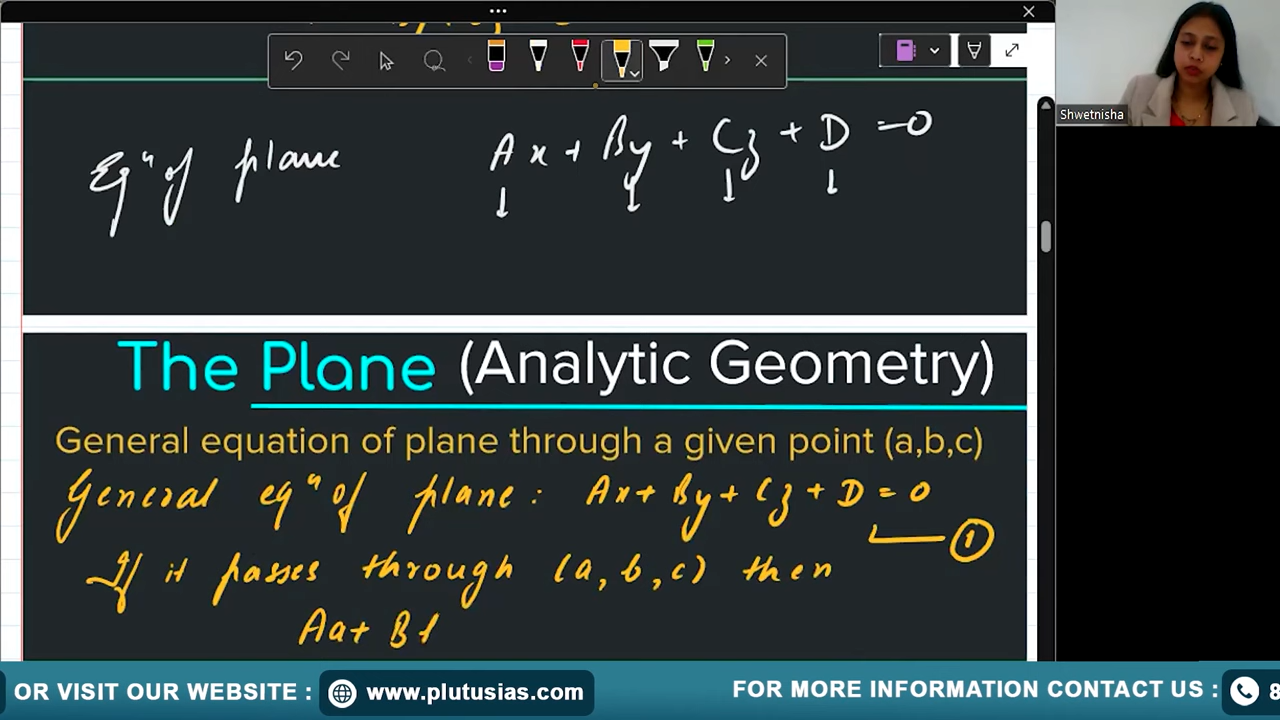 Shwetnisha
Eqⁿ of plane Ax + By + Cz + D = 0
The Plane (Analytic Geometry)
General equation of plane through a given point (a,b,c)
General eqⁿ of plane : Ax + By + Cz + D = 0
①
If it passes through (a, b, c) then
Aa + B
OR VISIT OUR WEBSITE : www.plutusias.com FOR MORE INFORMATION CONTACT US : 8